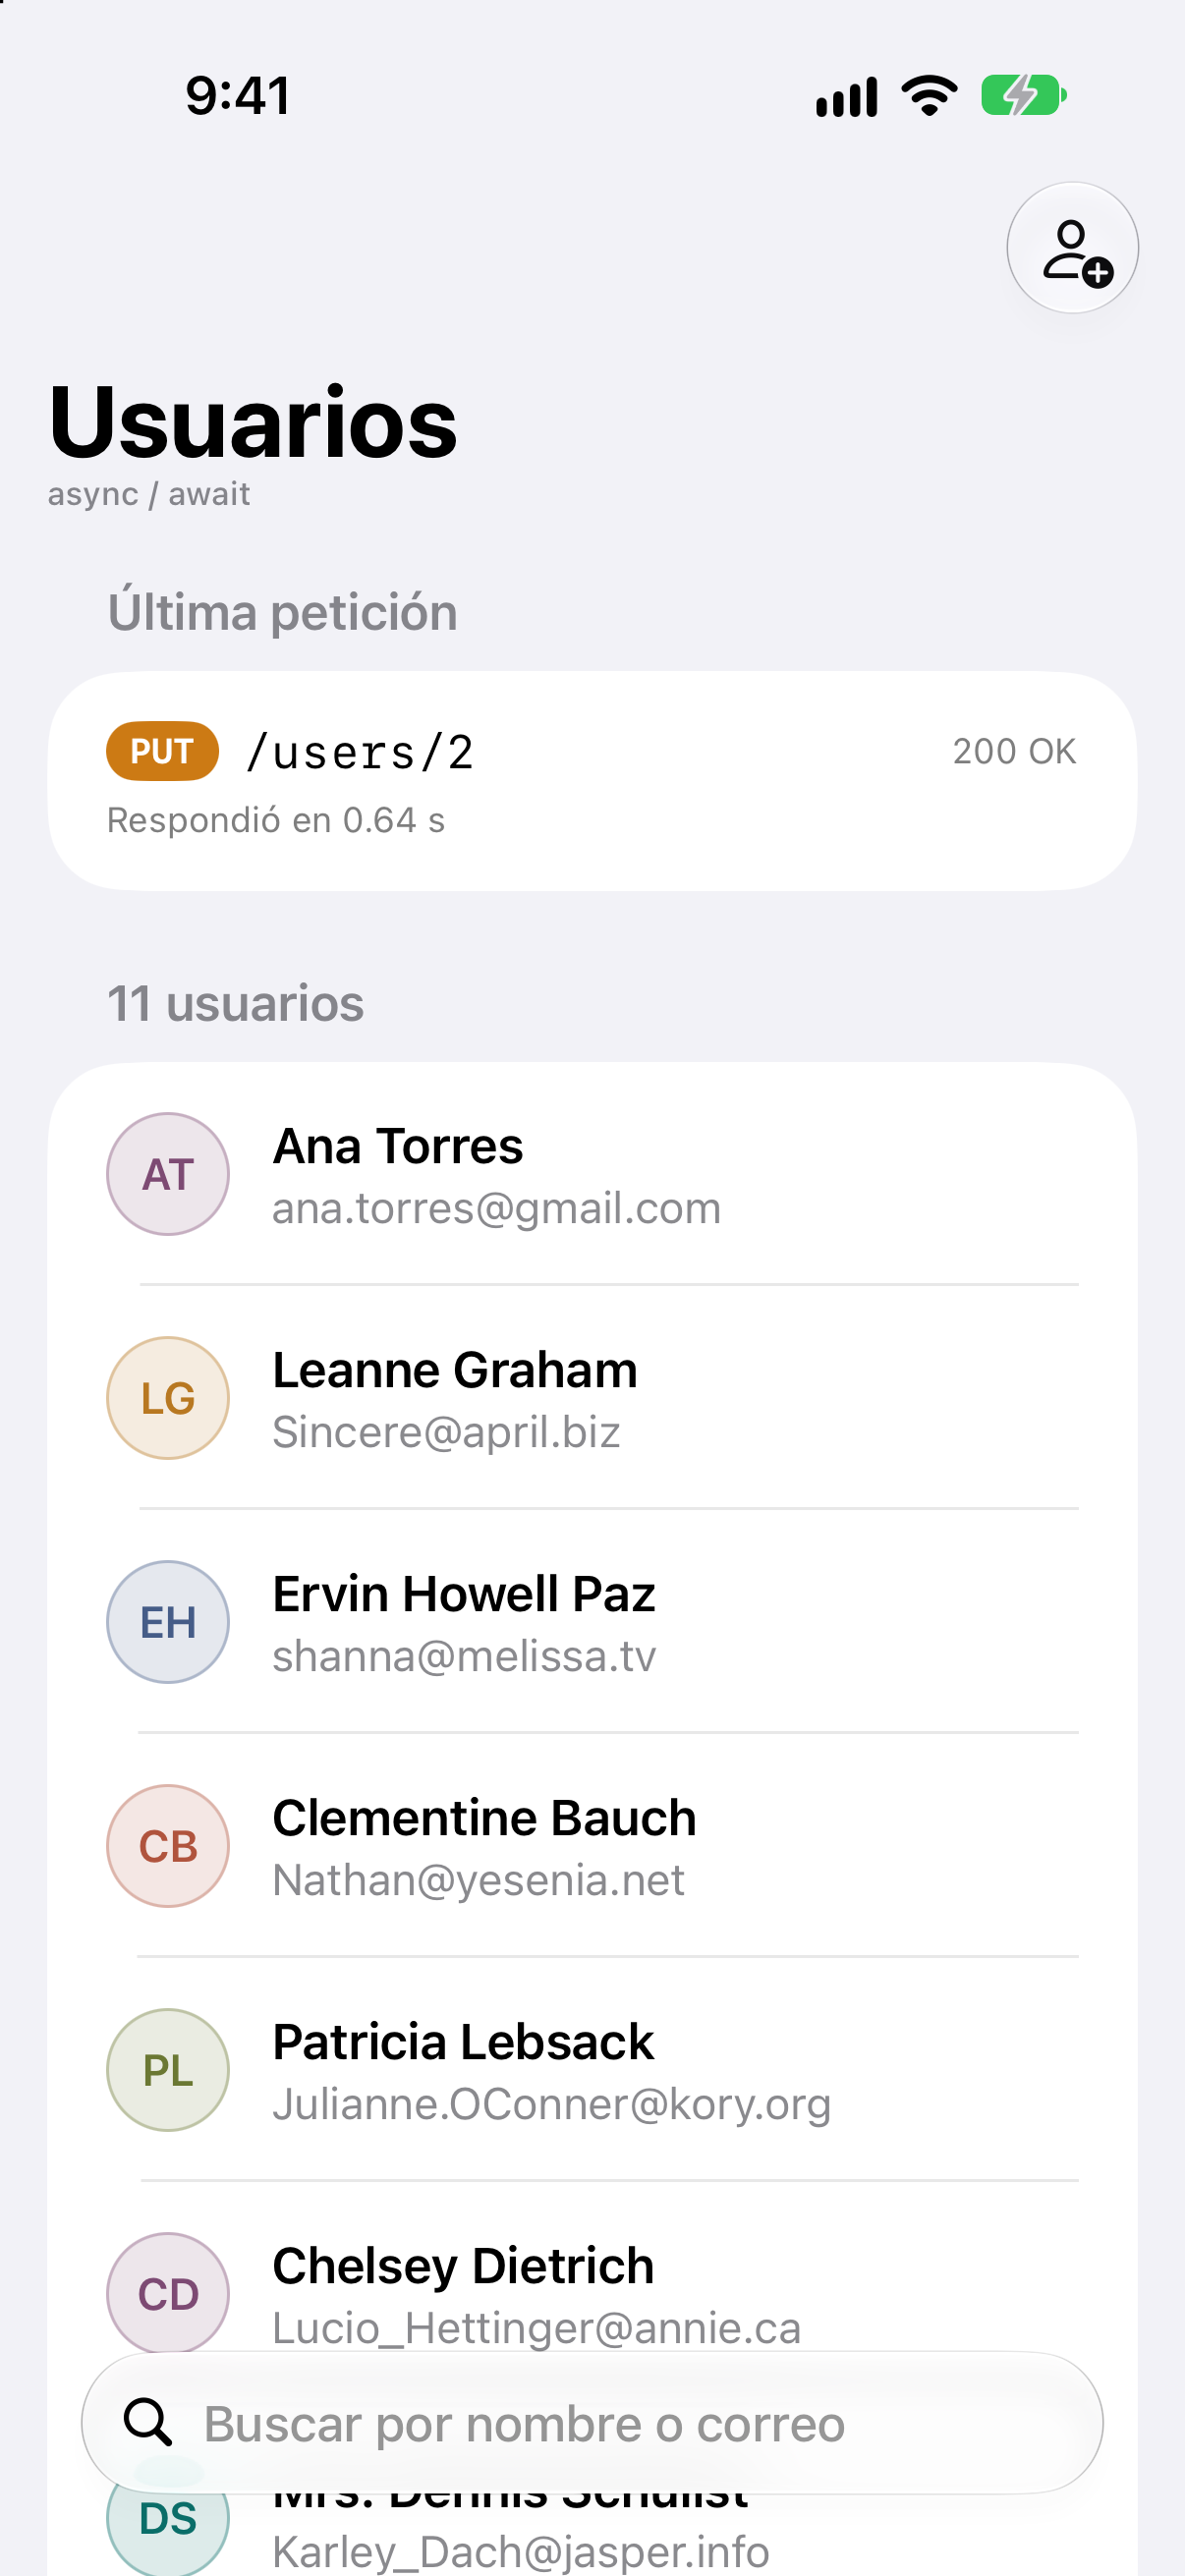 9:41
Usuarios
async / await
Última petición
PUT /users/2 200 OK
Respondió en 0.64 s
11 usuarios
AT Ana Torres
ana.torres@gmail.com
LG Leanne Graham
Sincere@april.biz
EH Ervin Howell Paz
shanna@melissa.tv
CB Clementine Bauch
Nathan@yesenia.net
PL Patricia Lebsack
Julianne.OConner@kory.org
CD Chelsey Dietrich
Lucio_Hettinger@annie.ca
Buscar por nombre o correo
DS Mrs. Dennis Schulist
Karley_Dach@jasper.info